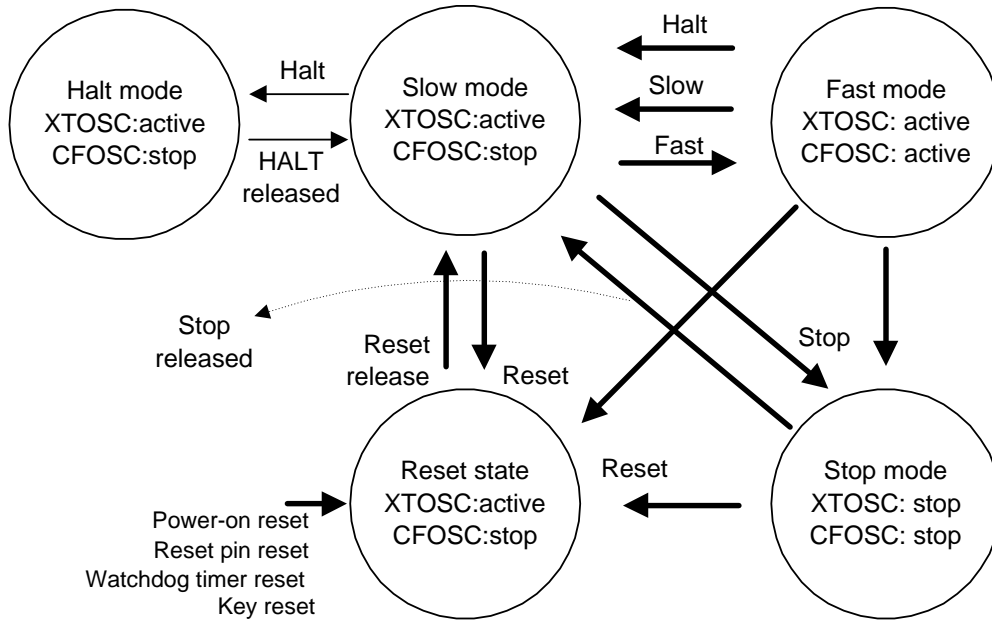 Halt mode
XTOSC:active
CFOSC:stop
Halt
HALT
released
Slow mode
XTOSC:active
CFOSC:stop
Halt
Slow
Fast
Fast mode
XTOSC: active
CFOSC: active
Stop
released
Reset
release
Reset
Stop
Reset state
XTOSC:active
CFOSC:stop
Reset
Stop mode
XTOSC: stop
CFOSC: stop
Power-on reset
Reset pin reset
Watchdog timer reset
Key reset